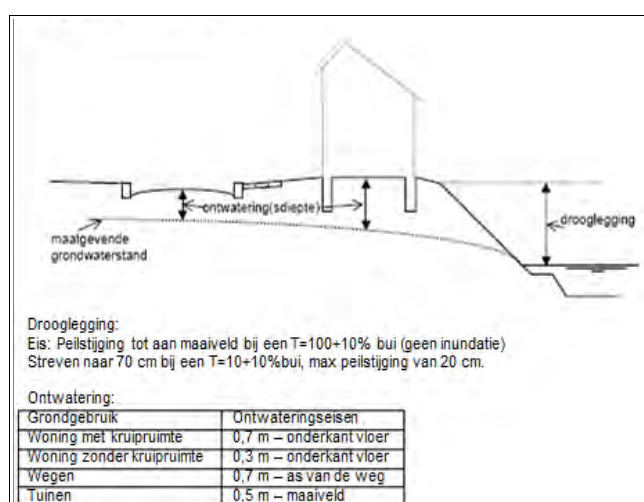 ontwatering(sdiepte)
drooglegging
maatgevende
grondwaterstand
Drooglegging:
Eis: Peilstijging tot aan maaiveld bij een T=100+10% bui (geen inundatie)
Streven naar 70 cm bij een T=10+10%bui, max peilstijging van 20 cm.
Ontwatering:
Grondgebruik Ontwateringseisen
Woning met kruipruimte 0,7 m – onderkant vloer
Woning zonder kruipruimte 0,3 m – onderkant vloer
Wegen 0,7 m – as van de weg
Tuinen 0,5 m – maaiveld